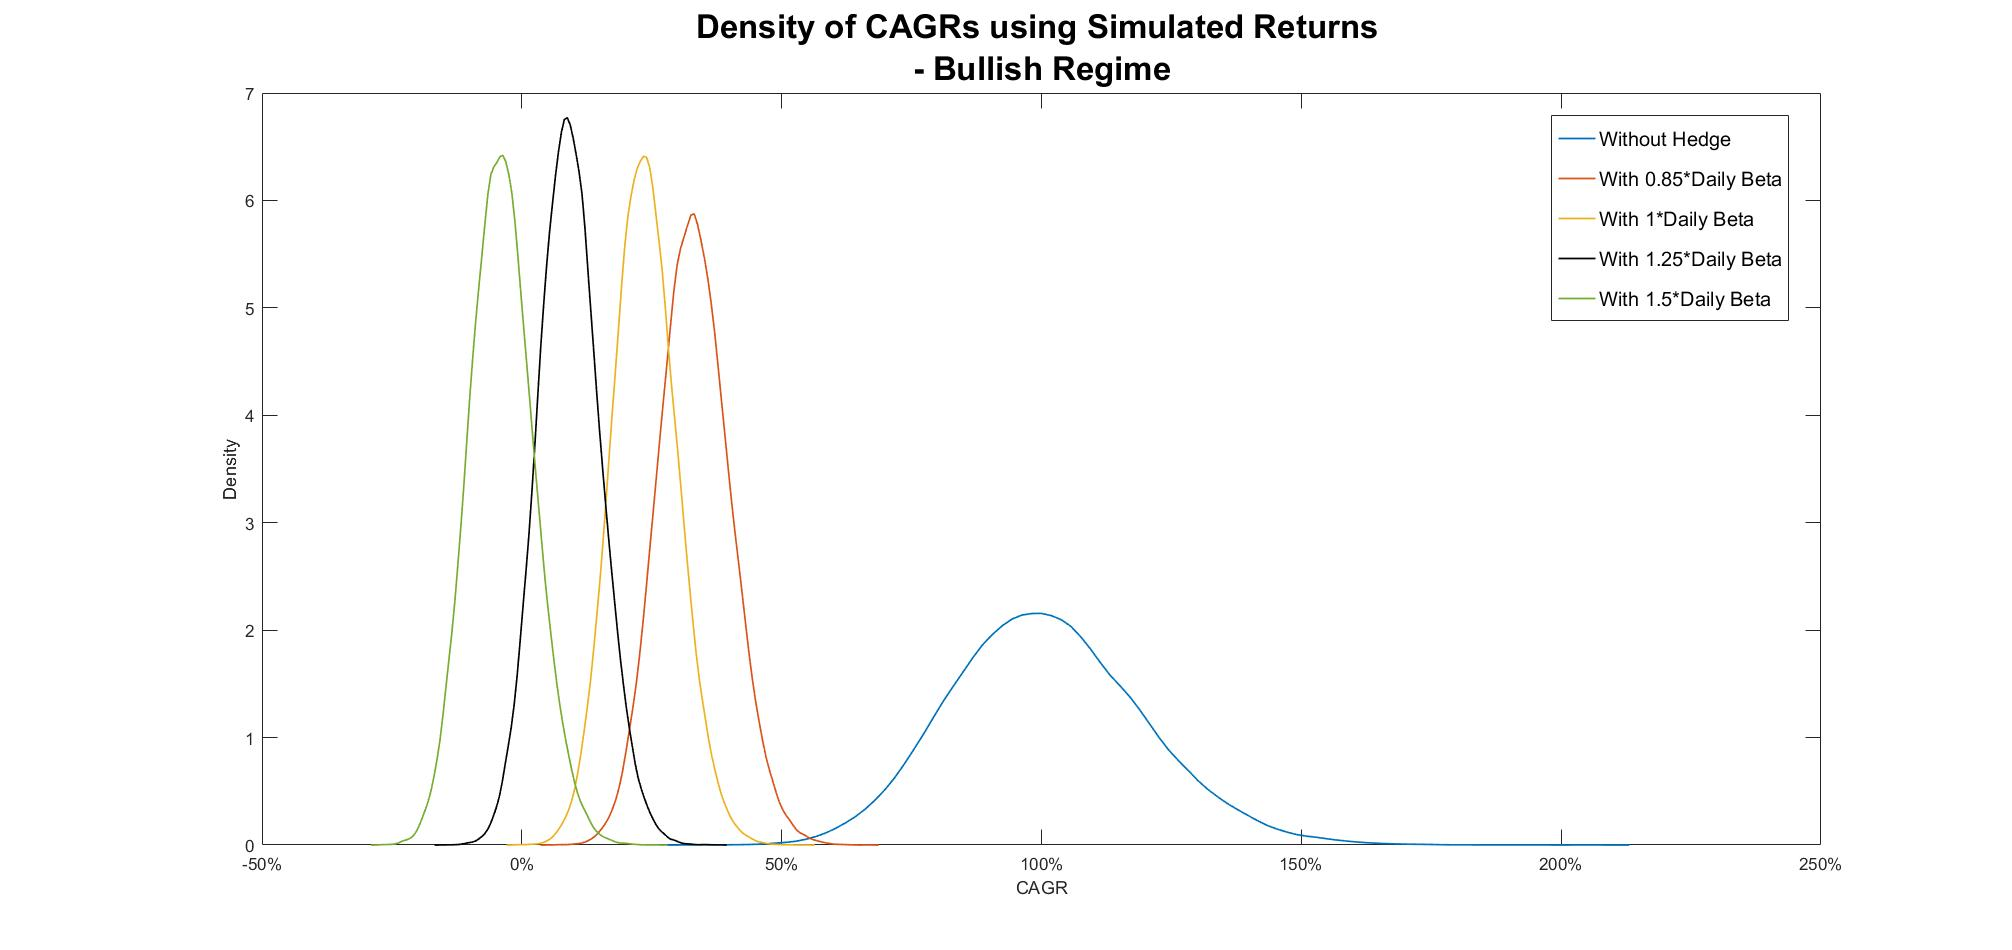 Density of CAGRs using Simulated Returns
- Bullish Regime
7
6
5
4
3
2
1
0
Density
-50%
0%
50%
100%
150%
200%
250%
CAGR
Without Hedge
With 0.85*Daily Beta
With 1*Daily Beta
With 1.25*Daily Beta
With 1.5*Daily Beta